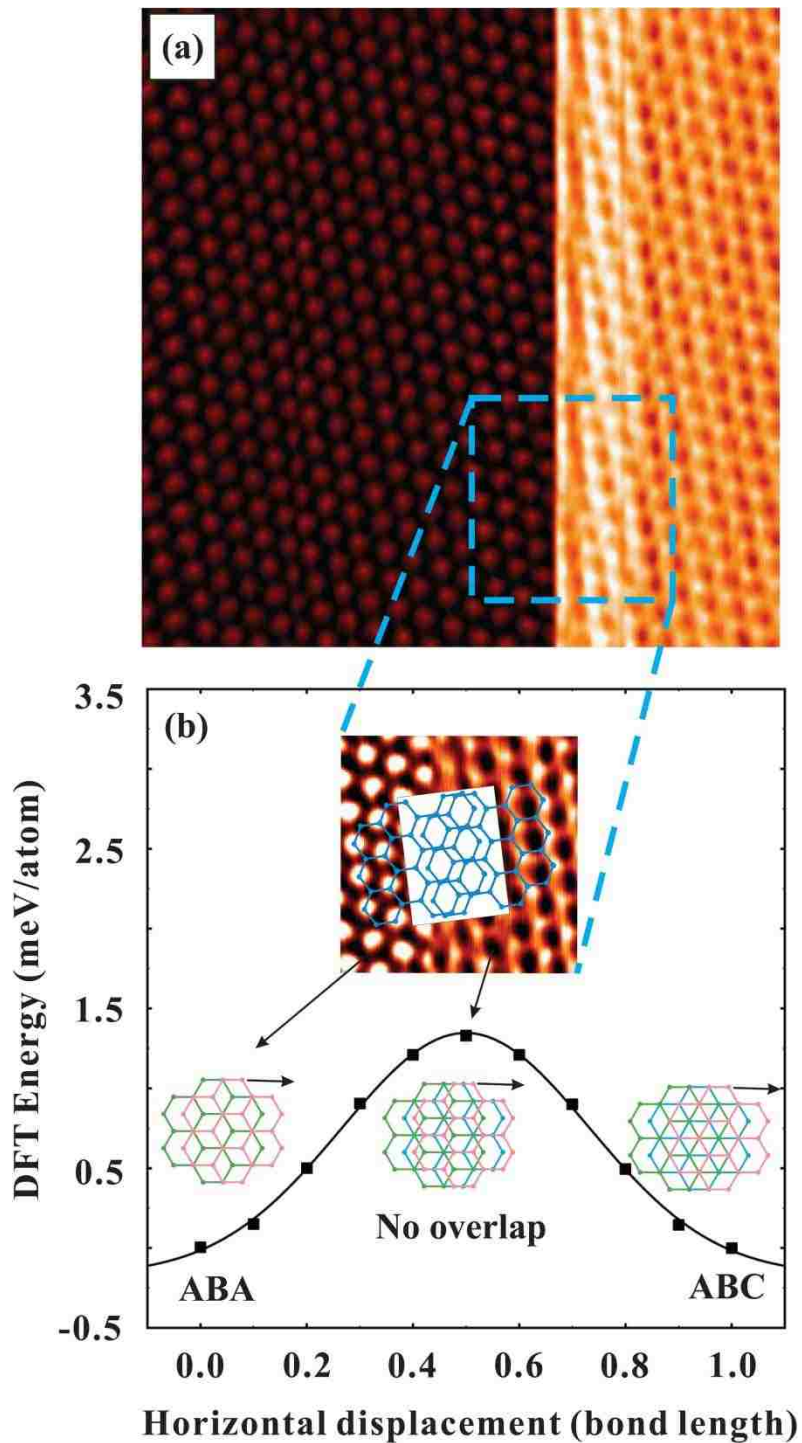 (a)
3.5
(b)
2.5
1.5
0.5
-0.5
DFT Energy (meV/atom)
No overlap
ABA
ABC
0.0 0.2 0.4 0.6 0.8 1.0
Horizontal displacement (bond length)